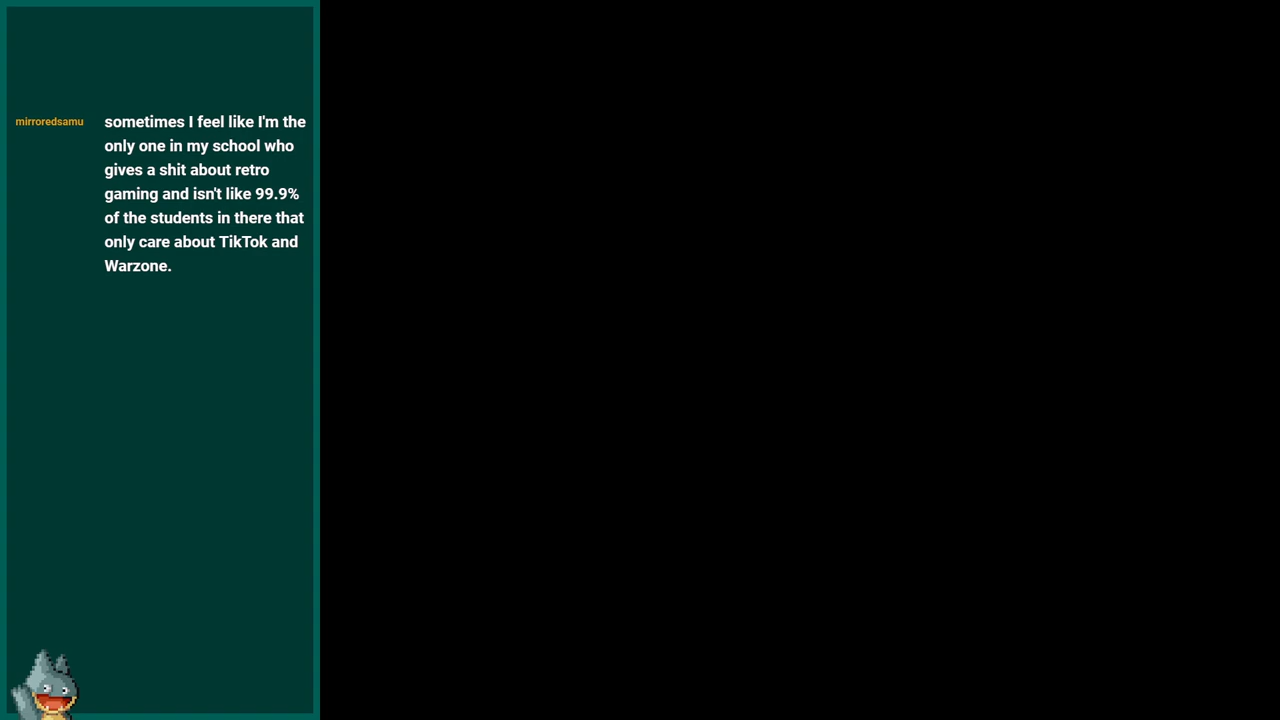 mirroredsamu sometimes I feel like I'm the
only one in my school who
gives a shit about retro
gaming and isn't like 99.9%
of the students in there that
only care about TikTok and
Warzone.